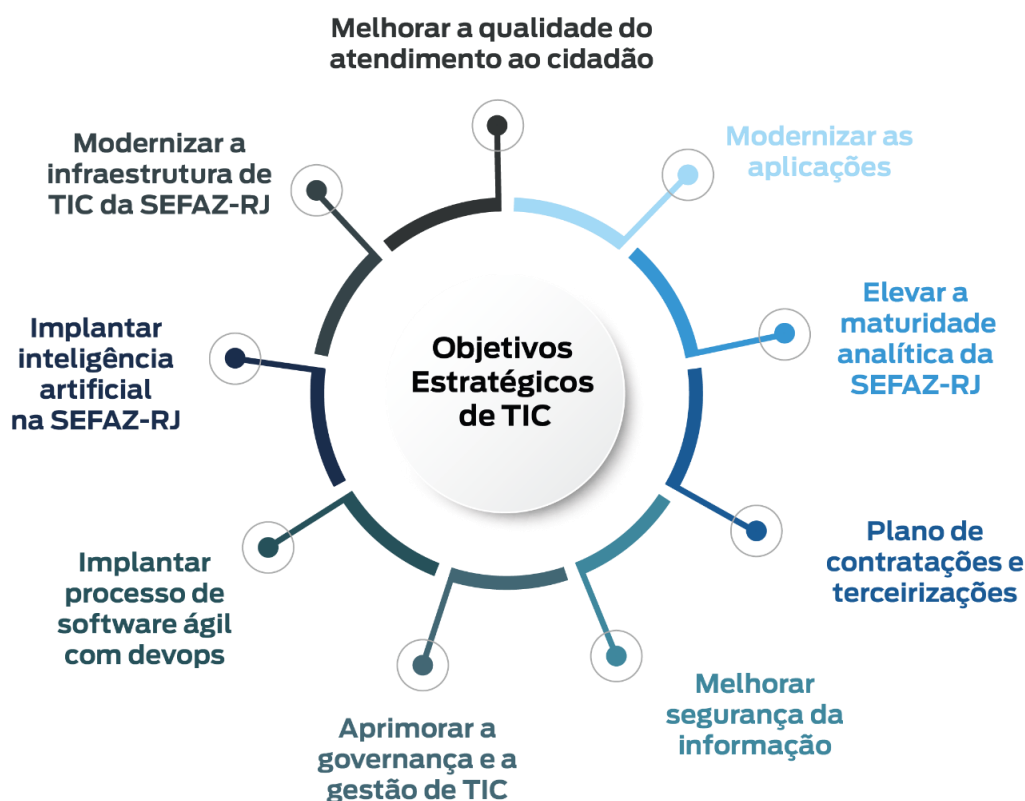 Melhorar a qualidade do
atendimento ao cidadão
Modernizar as
aplicações
Elevar a
maturidade
analítica da
SEFAZ-RJ
Plano de
contratações e
terceirizações
Melhorar
segurança da
informação
Aprimorar a
governança e a
gestão de TIC
Implantar
processo de
software ágil
com devops
Implantar
inteligência
artificial
na SEFAZ-RJ
Modernizar a
infraestrutura de
TIC da SEFAZ-RJ
Objetivos
Estratégicos
de TIC